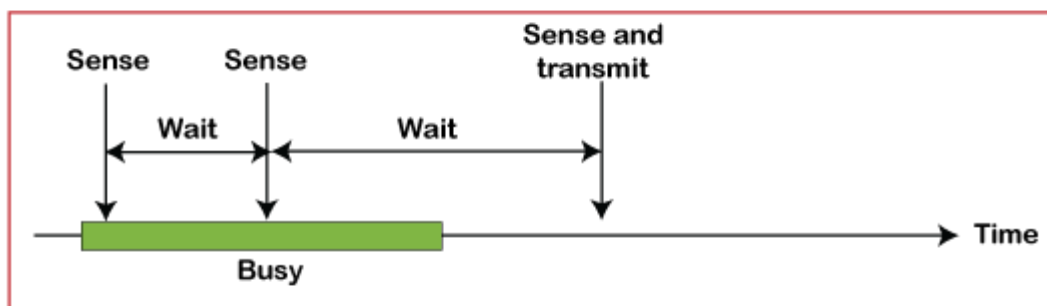 Sense
Sense
Sense and
transmit
Wait
Wait
Time
Busy